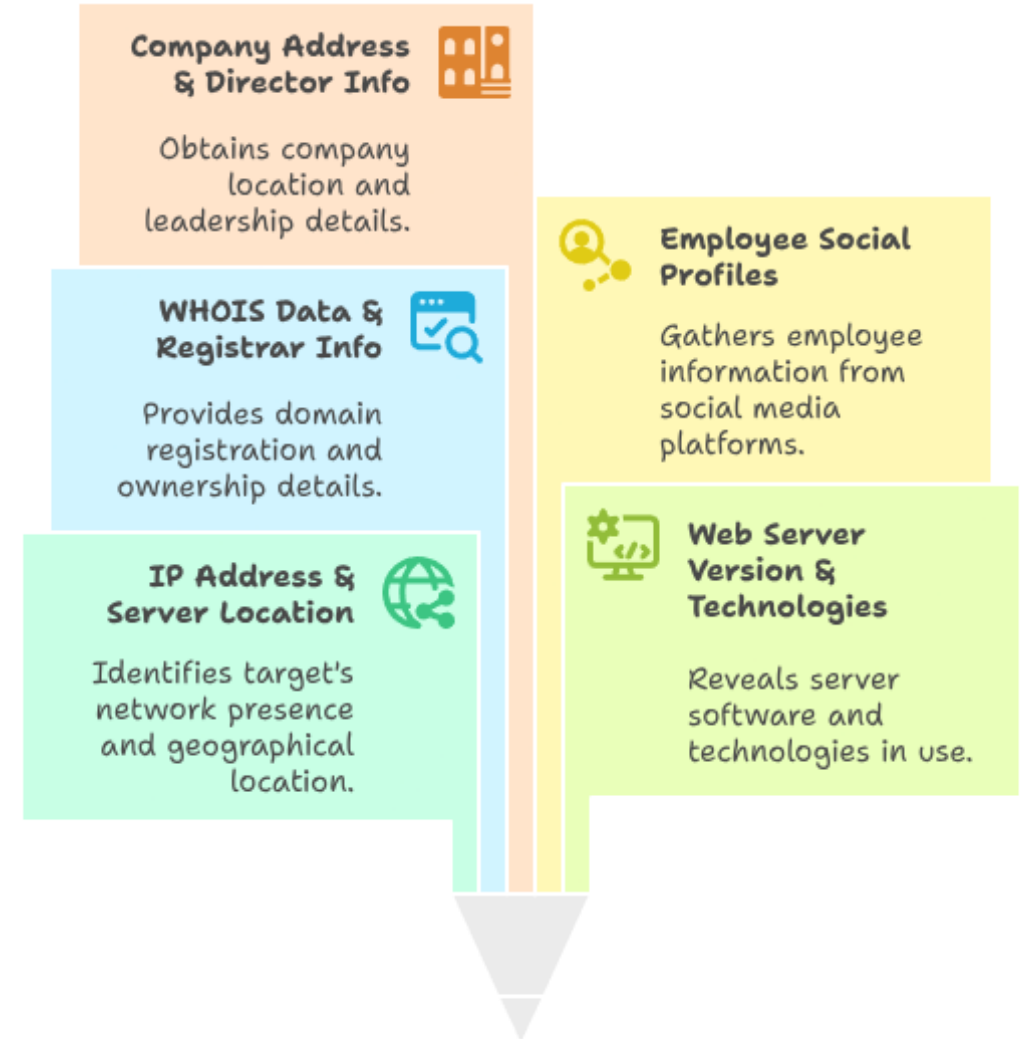 Company Address
& Director Info
Obtains company
location and
leadership details.
Employee Social
Profiles
Gathers employee
information from
social media
platforms.
WHOIS Data &
Registrar Info
Provides domain
registration and
ownership details.
Web Server
Version &
Technologies
Reveals server
software and
technologies in use.
IP Address &
Server Location
Identifies target's
network presence
and geographical
location.